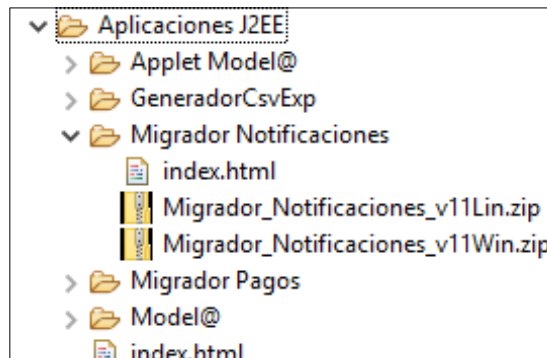 Aplicaciones J2EE
Applet Model@
GeneradorCsvExp
Migrador Notificaciones
index.html
Migrador_Notificaciones_v11Lin.zip
Migrador_Notificaciones_v11Win.zip
Migrador Pagos
Model@
index.html